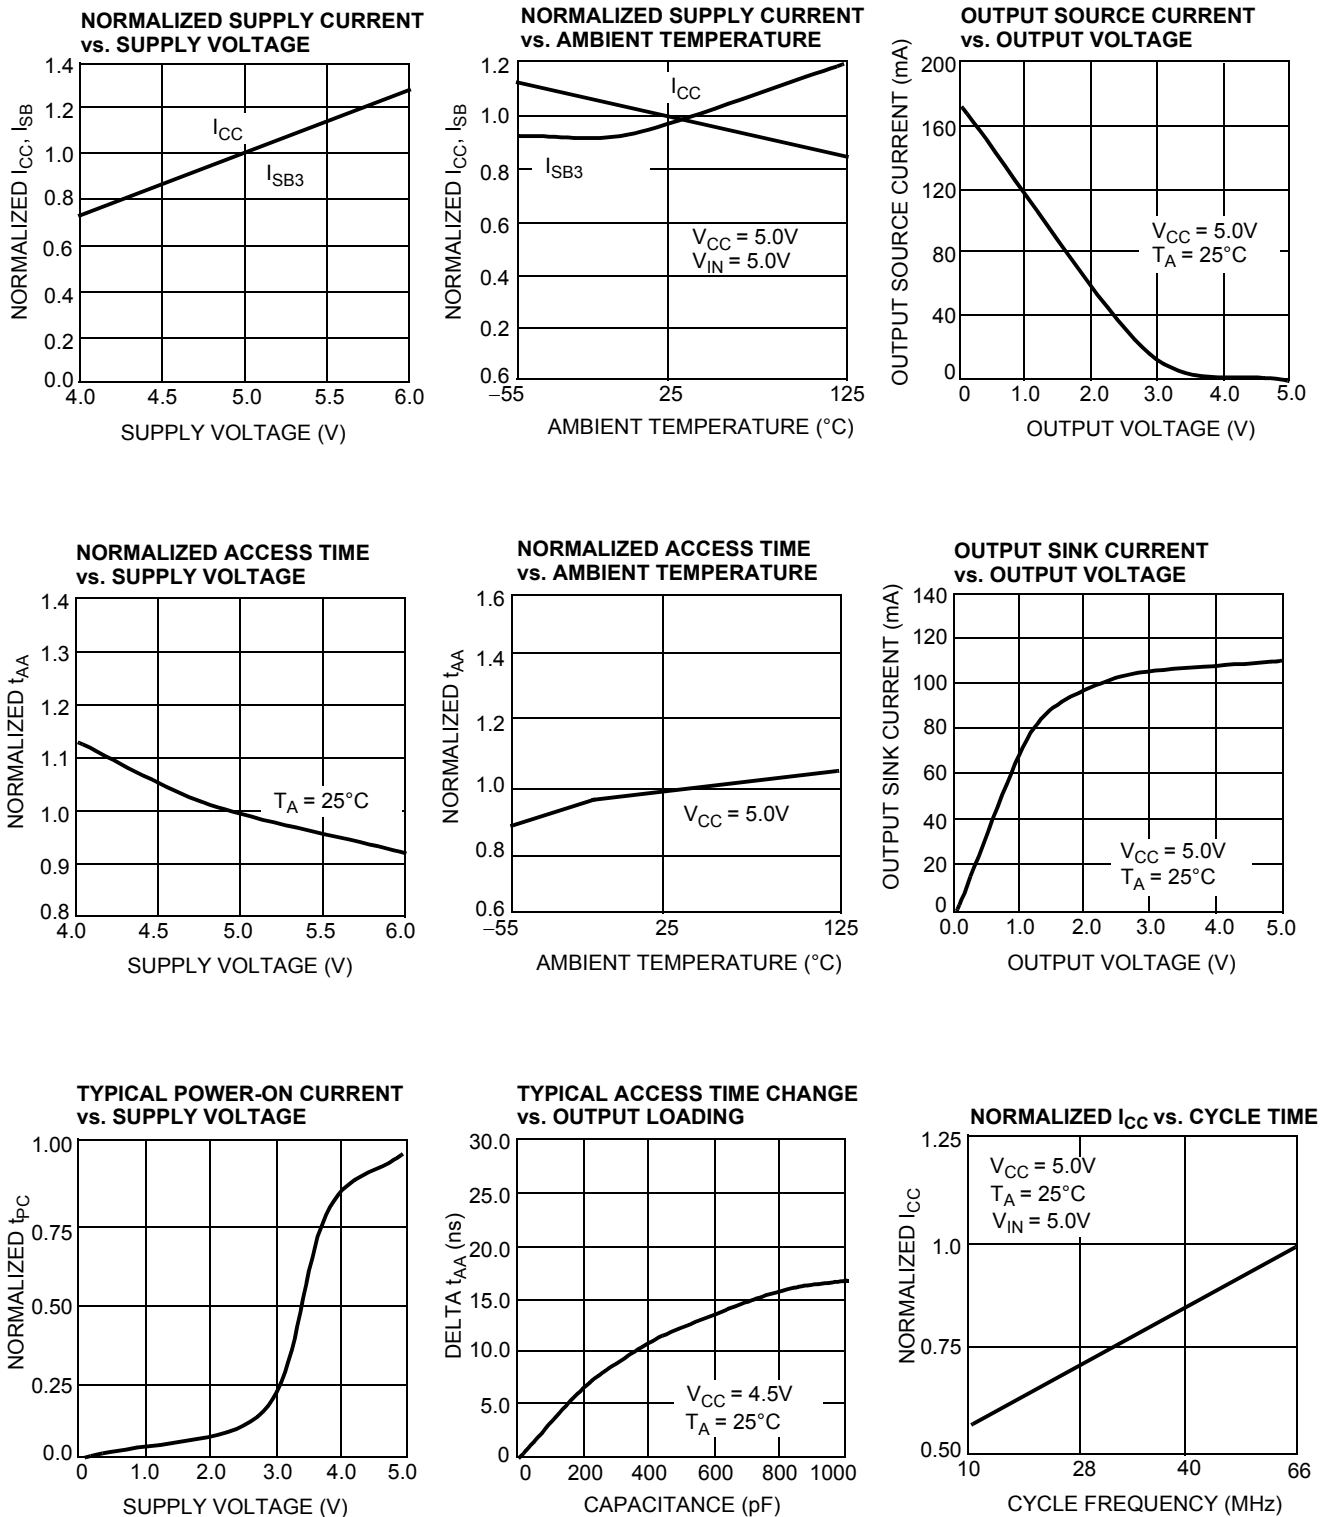 NORMALIZED SUPPLY CURRENT
vs. SUPPLY VOLTAGE
1.4
1.2
1.0
0.8
0.6
0.4
0.2
0.0
NORMALIZED ICC, ISB
ICC
ISB3
4.0 4.5 5.0 5.5 6.0
SUPPLY VOLTAGE (V)
NORMALIZED SUPPLY CURRENT
vs. AMBIENT TEMPERATURE
1.2
1.0
0.8
0.6
0.4
0.2
0.6
NORMALIZED ICC, ISB
ICC
ISB3
VCC = 5.0V
VIN = 5.0V
–55 25 125
AMBIENT TEMPERATURE (°C)
OUTPUT SOURCE CURRENT
vs. OUTPUT VOLTAGE
200
160
120
80
40
0
OUTPUT SOURCE CURRENT (mA)
VCC = 5.0V
TA = 25°C
0 1.0 2.0 3.0 4.0 5.0
OUTPUT VOLTAGE (V)
NORMALIZED ACCESS TIME
vs. SUPPLY VOLTAGE
1.4
1.3
1.2
1.1
1.0
0.9
0.8
NORMALIZED tAA
TA = 25°C
4.0 4.5 5.0 5.5 6.0
SUPPLY VOLTAGE (V)
NORMALIZED ACCESS TIME
vs. AMBIENT TEMPERATURE
1.6
1.4
1.2
1.0
0.8
0.6
NORMALIZED tAA
VCC = 5.0V
–55 25 125
AMBIENT TEMPERATURE (°C)
OUTPUT SINK CURRENT
vs. OUTPUT VOLTAGE
140
120
100
80
60
40
20
0
OUTPUT SINK CURRENT (mA)
VCC = 5.0V
TA = 25°C
0.0 1.0 2.0 3.0 4.0 5.0
OUTPUT VOLTAGE (V)
TYPICAL POWER-ON CURRENT
vs. SUPPLY VOLTAGE
1.00
0.75
0.50
0.25
0.0
NORMALIZED tPC
0 1.0 2.0 3.0 4.0 5.0
SUPPLY VOLTAGE (V)
TYPICAL ACCESS TIME CHANGE
vs. OUTPUT LOADING
30.0
25.0
20.0
15.0
10.0
5.0
0
DELTA tAA (ns)
VCC = 4.5V
TA = 25°C
0 200 400 600 800 1000
CAPACITANCE (pF)
NORMALIZED ICC vs. CYCLE TIME
1.25
1.0
0.75
0.50
NORMALIZED ICC
VCC = 5.0V
TA = 25°C
VIN = 5.0V
10 28 40 66
CYCLE FREQUENCY (MHz)